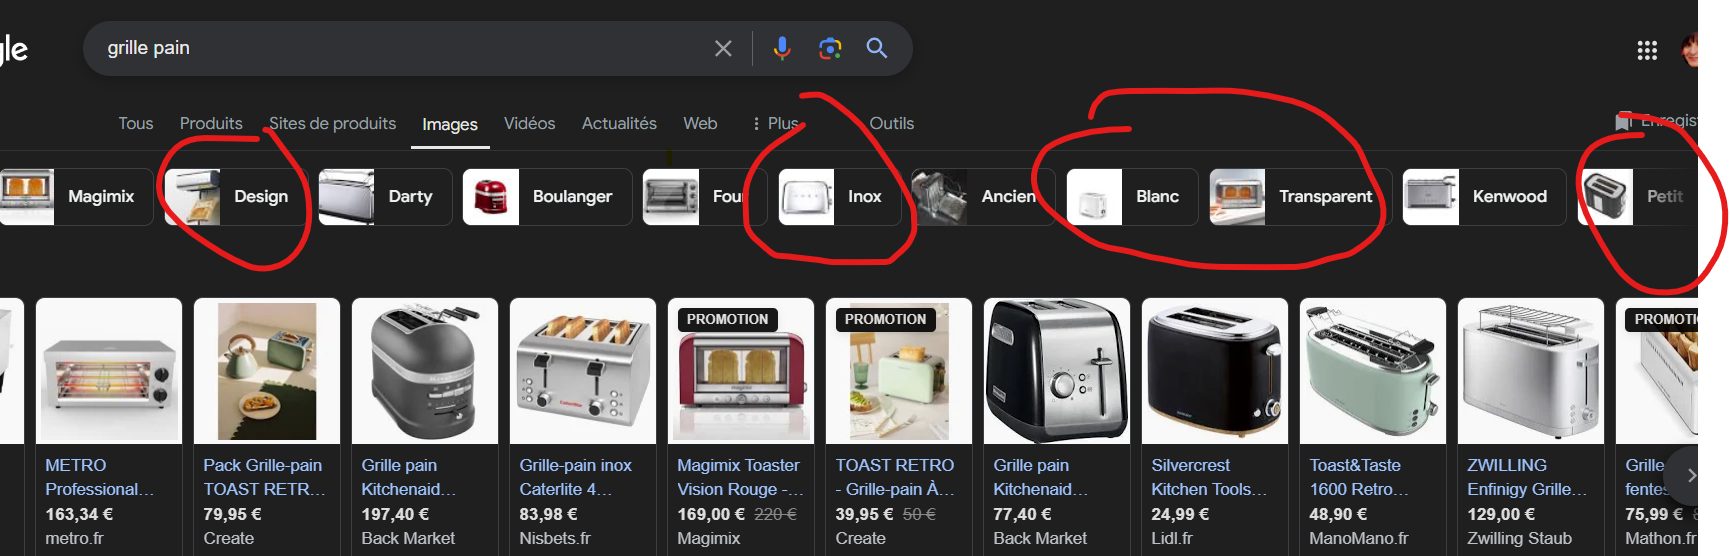 gle
grille pain
Tous Produits Sites de produits Images Vidéos Actualités Web Plus Outils Enregis
Magimix Design Darty Boulanger Four Inox Ancien Blanc Transparent Kenwood Petit
PROMOTION PROMOTION PROMOTI
METRO Professional…
163,34 €
metro.fr
Pack Grille-pain TOAST RETR…
79,95 €
Create
Grille pain Kitchenaid…
197,40 €
Back Market
Grille-pain inox Caterlite 4…
83,98 €
Nisbets.fr
Magimix Toaster Vision Rouge -…
169,00 € 220 €
Magimix
TOAST RETRO - Grille-pain À…
39,95 € 50 €
Create
Grille pain Kitchenaid…
77,40 €
Back Market
Silvercrest Kitchen Tools…
24,99 €
Lidl.fr
Toast&Taste 1600 Retro…
48,90 €
ManoMano.fr
ZWILLING Enfinigy Grille…
129,00 €
Zwilling Staub
Grille fentes
75,99 €
Mathon.fr